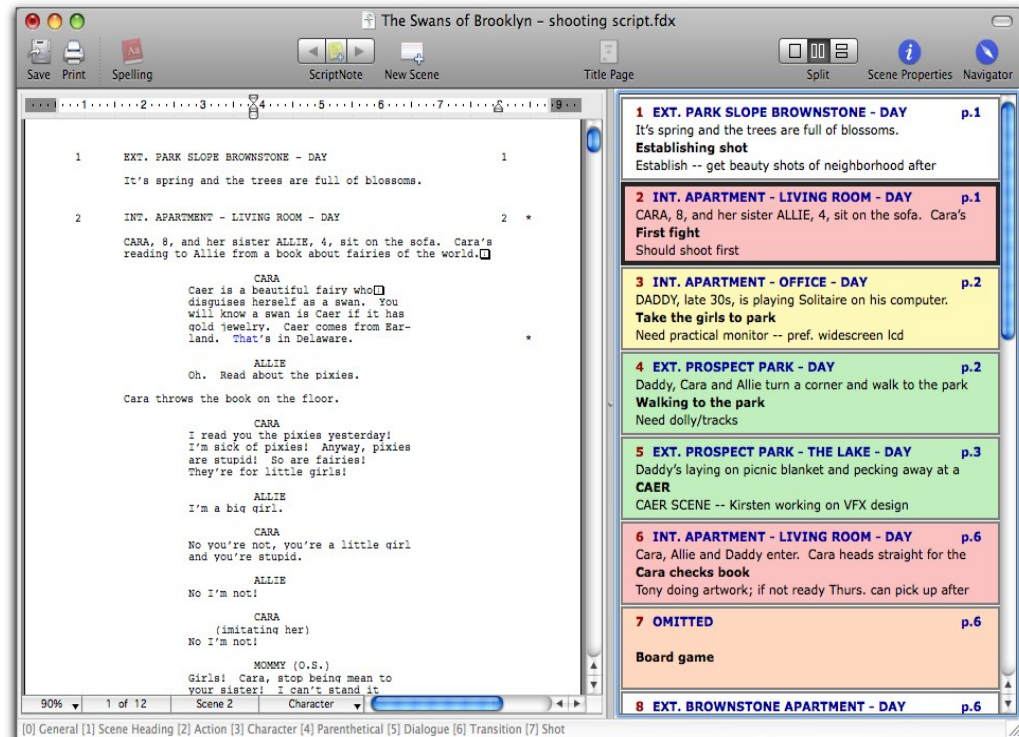 The Swans of Brooklyn – shooting script.fdx
Save Print Spelling ScriptNote New Scene Title Page Split Scene Properties Navigator
1 2 3 4 5 6 7 9
1 EXT. PARK SLOPE BROWNSTONE - DAY 1
It's spring and the trees are full of blossoms.
2 INT. APARTMENT - LIVING ROOM - DAY 2 *
CARA, 8, and her sister ALLIE, 4, sit on the sofa. Cara's
reading to Allie from a book about fairies of the world.
CARA
Caer is a beautiful fairy who
disguises herself as a swan. You
will know a swan is Caer if it has
gold jewelry. Caer comes from Ear-
land. That's in Delaware. *
ALLIE
Oh. Read about the pixies.
Cara throws the book on the floor.
CARA
I read you the pixies yesterday!
I'm sick of pixies! Anyway, pixies
are stupid! So are fairies!
They're for little girls!
ALLIE
I'm a big girl.
CARA
No you're not, you're a little girl
and you're stupid.
ALLIE
No I'm not!
CARA
(imitating her)
No I'm not!
MOMMY (O.S.)
Girls! Cara, stop being mean to
your sister! I can't stand it
90% 1 of 12 Scene 2 Character
1 EXT. PARK SLOPE BROWNSTONE - DAY p.1
It's spring and the trees are full of blossoms.
Establishing shot
Establish -- get beauty shots of neighborhood after
2 INT. APARTMENT - LIVING ROOM - DAY p.1
CARA, 8, and her sister ALLIE, 4, sit on the sofa. Cara's
First fight
Should shoot first
3 INT. APARTMENT - OFFICE - DAY p.2
DADDY, late 30s, is playing Solitaire on his computer.
Take the girls to park
Need practical monitor -- pref. widescreen lcd
4 EXT. PROSPECT PARK - DAY p.2
Daddy, Cara and Allie turn a corner and walk to the park
Walking to the park
Need dolly/tracks
5 EXT. PROSPECT PARK - THE LAKE - DAY p.3
Daddy's laying on picnic blanket and pecking away at a
CAER
CAER SCENE -- Kirsten working on VFX design
6 INT. APARTMENT - LIVING ROOM - DAY p.6
Cara, Allie and Daddy enter. Cara heads straight for the
Cara checks book
Tony doing artwork; if not ready Thurs. can pick up after
7 OMITTED p.6
Board game
8 EXT. BROWNSTONE APARTMENT - DAY p.6
[0] General [1] Scene Heading [2] Action [3] Character [4] Parenthetical [5] Dialogue [6] Transition [7] Shot